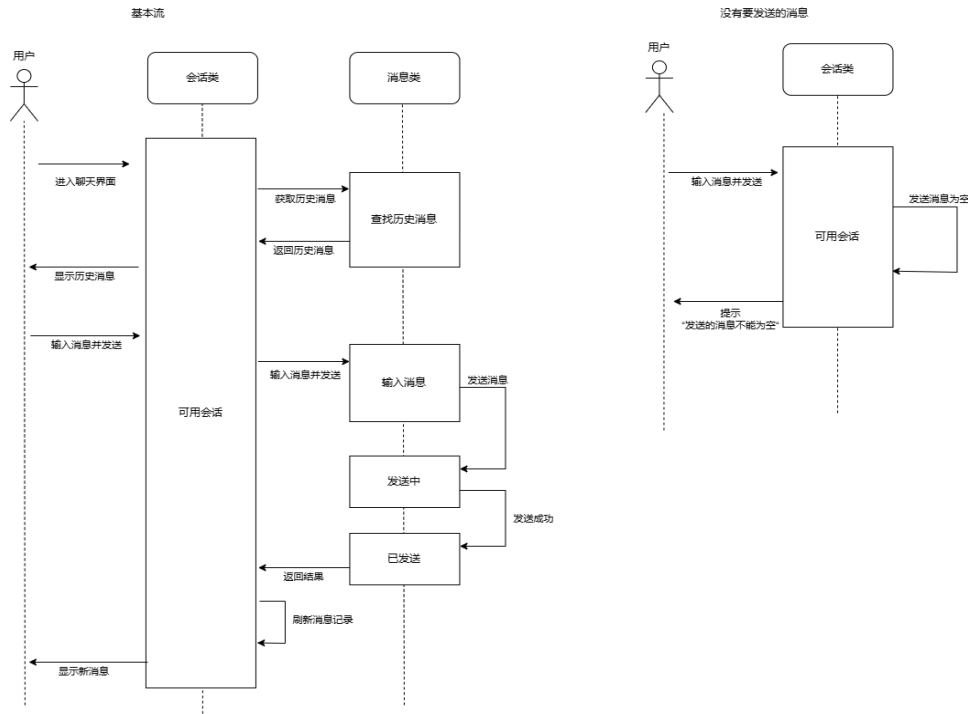 基本流
用户
会话类
消息类
进入聊天界面
获取历史消息
查找历史消息
返回历史消息
显示历史消息
输入消息并发送
输入消息并发送
输入消息
发送消息
可用会话
发送中
发送成功
已发送
返回结果
刷新消息记录
显示新消息
没有要发送的消息
用户
会话类
输入消息并发送
发送消息为空
可用会话
提示
"发送的消息不能为空"